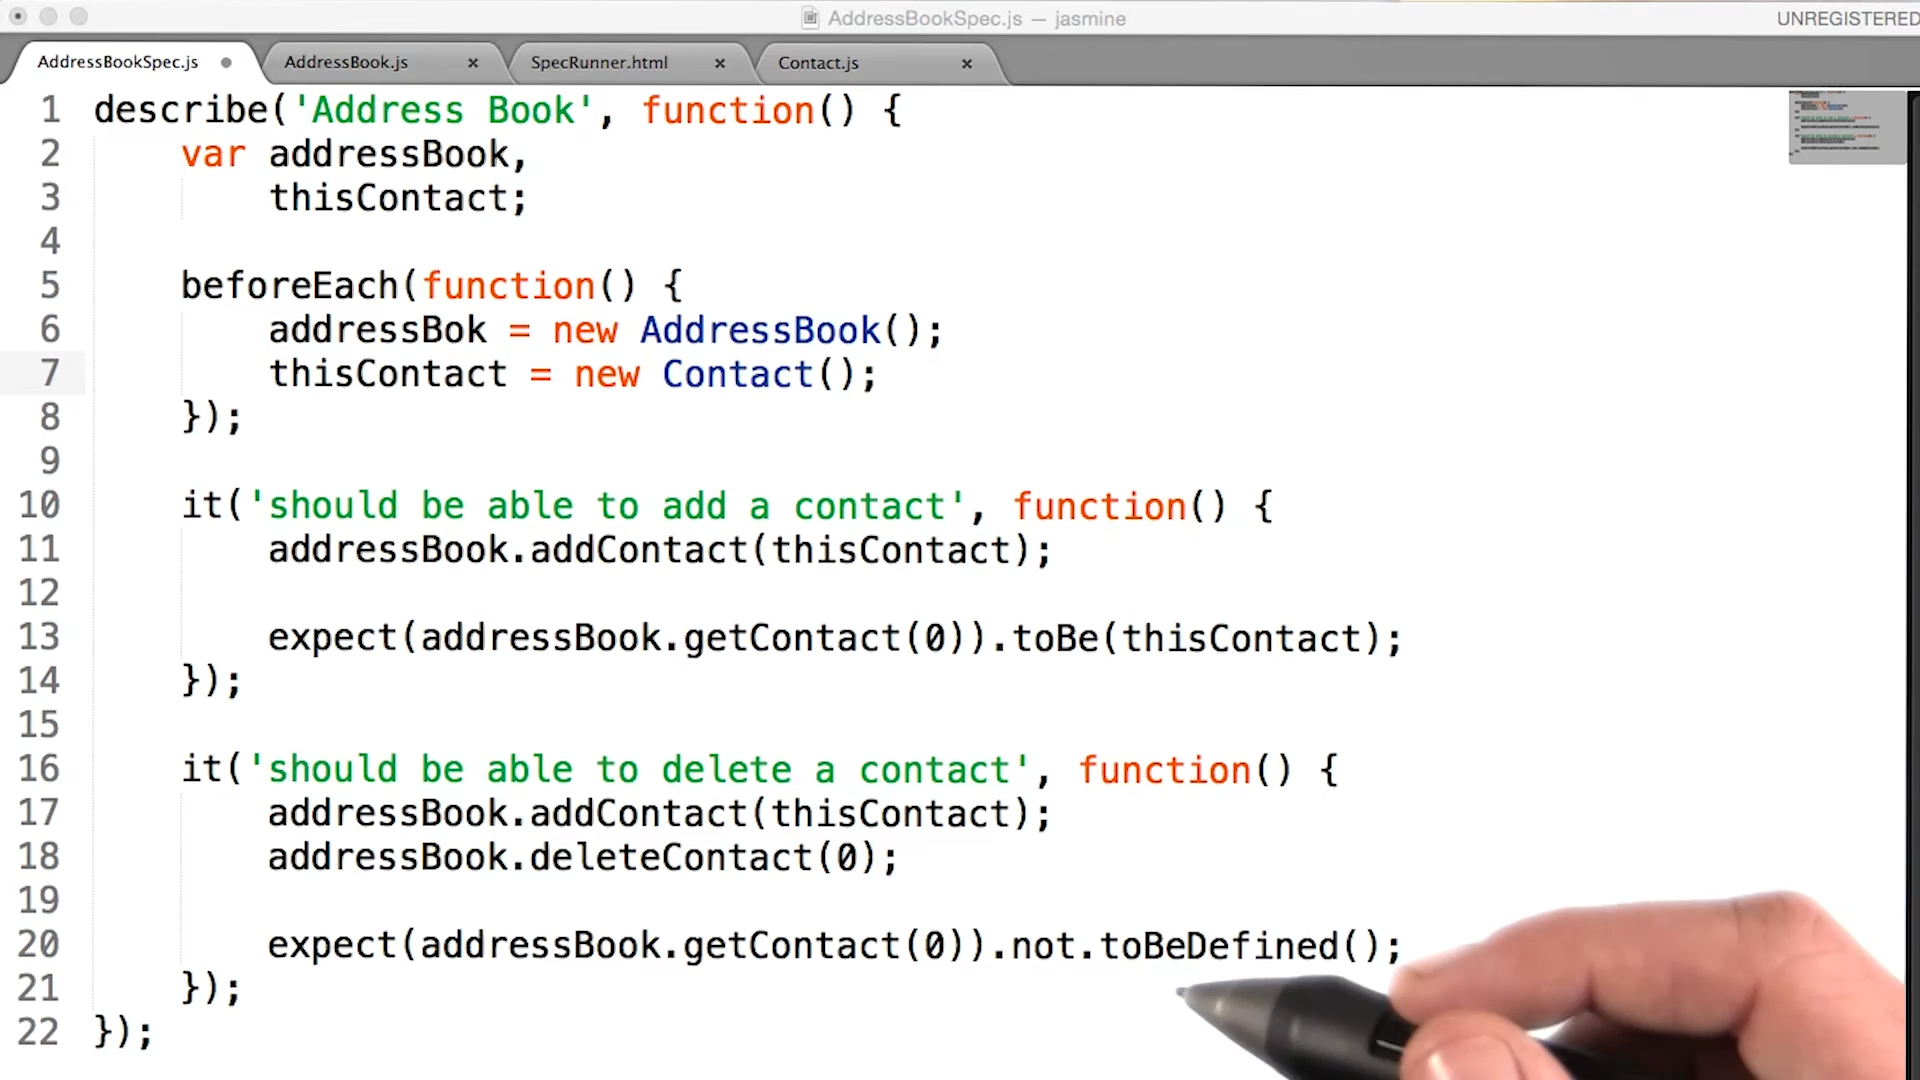 AddressBookSpec.js — jasmine
UNREGISTERED
AddressBookSpec.js
AddressBook.js
SpecRunner.html
Contact.js
1 describe('Address Book', function() {
2 var addressBook,
3 thisContact;
4
5 beforeEach(function() {
6 addressBok = new AddressBook();
7 thisContact = new Contact();
8 });
9
10 it('should be able to add a contact', function() {
11 addressBook.addContact(thisContact);
12
13 expect(addressBook.getContact(0)).toBe(thisContact);
14 });
15
16 it('should be able to delete a contact', function() {
17 addressBook.addContact(thisContact);
18 addressBook.deleteContact(0);
19
20 expect(addressBook.getContact(0)).not.toBeDefined();
21 });
22 });